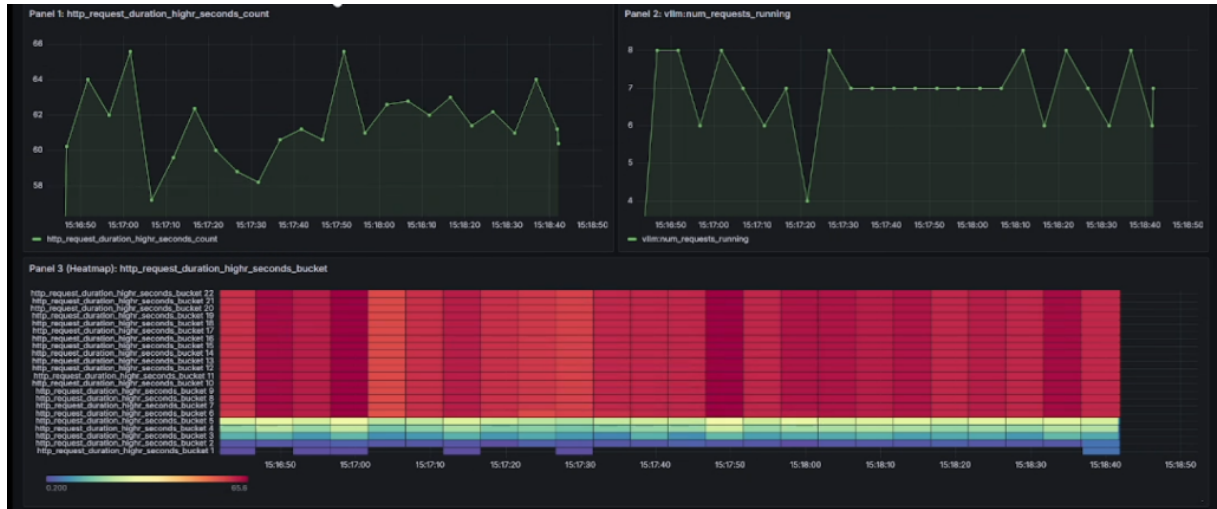 Panel 1: http_request_duration_highr_seconds_count
66
64
62
60
58
15:16:50 15:17:00 15:17:10 15:17:20 15:17:30 15:17:40 15:17:50 15:18:00 15:18:10 15:18:20 15:18:30 15:18:40 15:18:50
http_request_duration_highr_seconds_count
Panel 2: vllm:num_requests_running
8
7
6
5
4
15:16:50 15:17:00 15:17:10 15:17:20 15:17:30 15:17:40 15:17:50 15:18:00 15:18:10 15:18:20 15:18:30 15:18:40 15:18:50
vllm:num_requests_running
Panel 3 (Heatmap): http_request_duration_highr_seconds_bucket
http_request_duration_highr_seconds_bucket 22
http_request_duration_highr_seconds_bucket 21
http_request_duration_highr_seconds_bucket 20
http_request_duration_highr_seconds_bucket 19
http_request_duration_highr_seconds_bucket 18
http_request_duration_highr_seconds_bucket 17
http_request_duration_highr_seconds_bucket 16
http_request_duration_highr_seconds_bucket 15
http_request_duration_highr_seconds_bucket 14
http_request_duration_highr_seconds_bucket 13
http_request_duration_highr_seconds_bucket 12
http_request_duration_highr_seconds_bucket 11
http_request_duration_highr_seconds_bucket 10
http_request_duration_highr_seconds_bucket 9
http_request_duration_highr_seconds_bucket 8
http_request_duration_highr_seconds_bucket 7
http_request_duration_highr_seconds_bucket 6
http_request_duration_highr_seconds_bucket 5
http_request_duration_highr_seconds_bucket 4
http_request_duration_highr_seconds_bucket 3
http_request_duration_highr_seconds_bucket 2
http_request_duration_highr_seconds_bucket 1
15:16:50 15:17:00 15:17:10 15:17:20 15:17:30 15:17:40 15:17:50 15:18:00 15:18:10 15:18:20 15:18:30 15:18:40 15:18:50
0.200 65.6